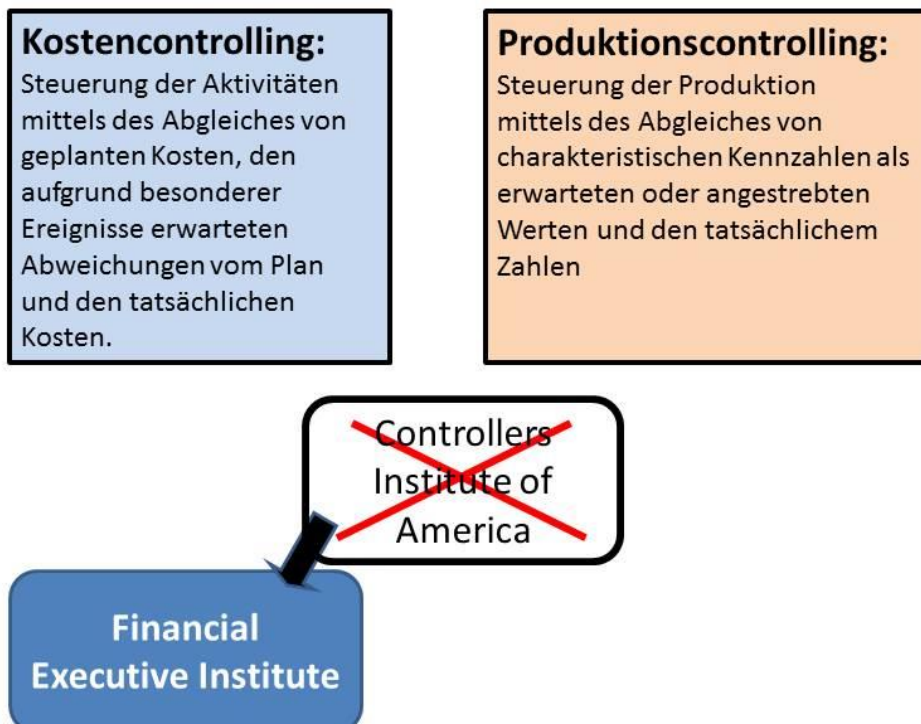 Kostencontrolling:
Steuerung der Aktivitäten
mittels des Abgleiches von
geplanten Kosten, den
aufgrund besonderer
Ereignisse erwarteten
Abweichungen vom Plan
und den tatsächlichen
Kosten.
Produktionscontrolling:
Steuerung der Produktion
mittels des Abgleiches von
charakteristischen Kennzahlen als
erwarteten oder angestrebten
Werten und den tatsächlichem
Zahlen
Controllers
Institute of
America
Financial
Executive Institute